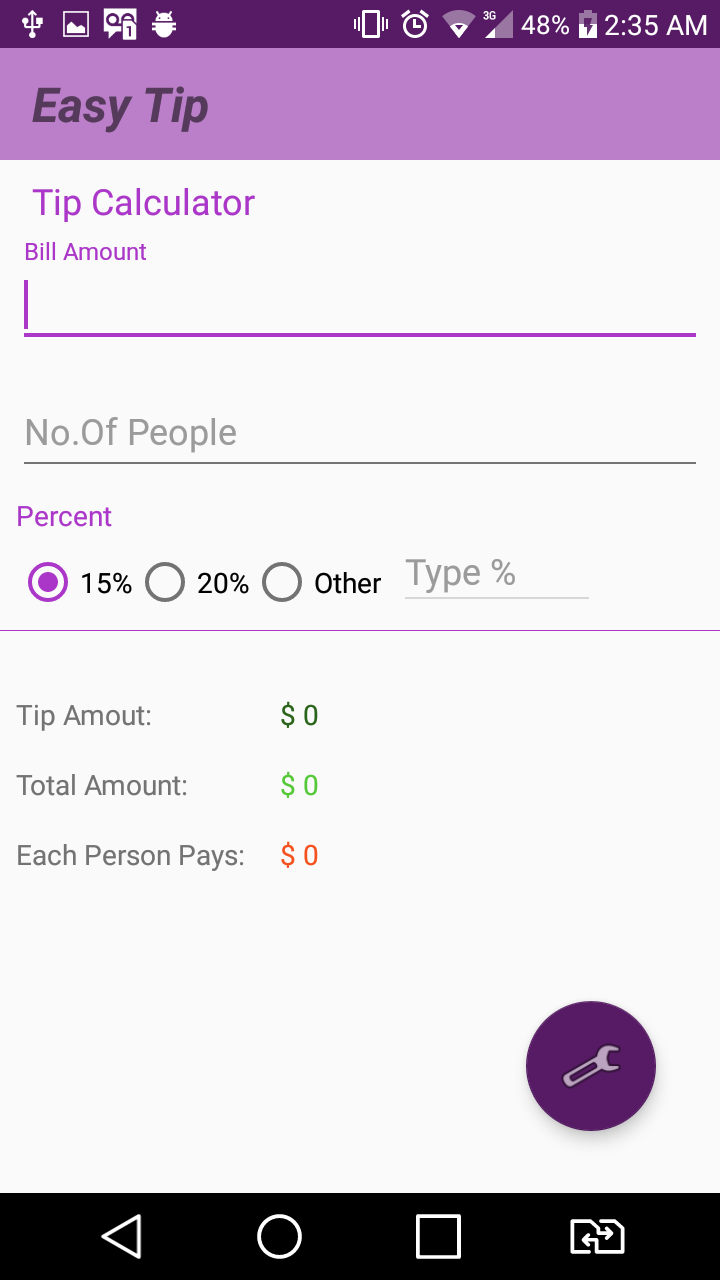 3G 48% 2:35 AM
Easy Tip
Tip Calculator
Bill Amount
No.Of People
Percent
15% 20% Other Type %
Tip Amout: $ 0
Total Amount: $ 0
Each Person Pays: $ 0